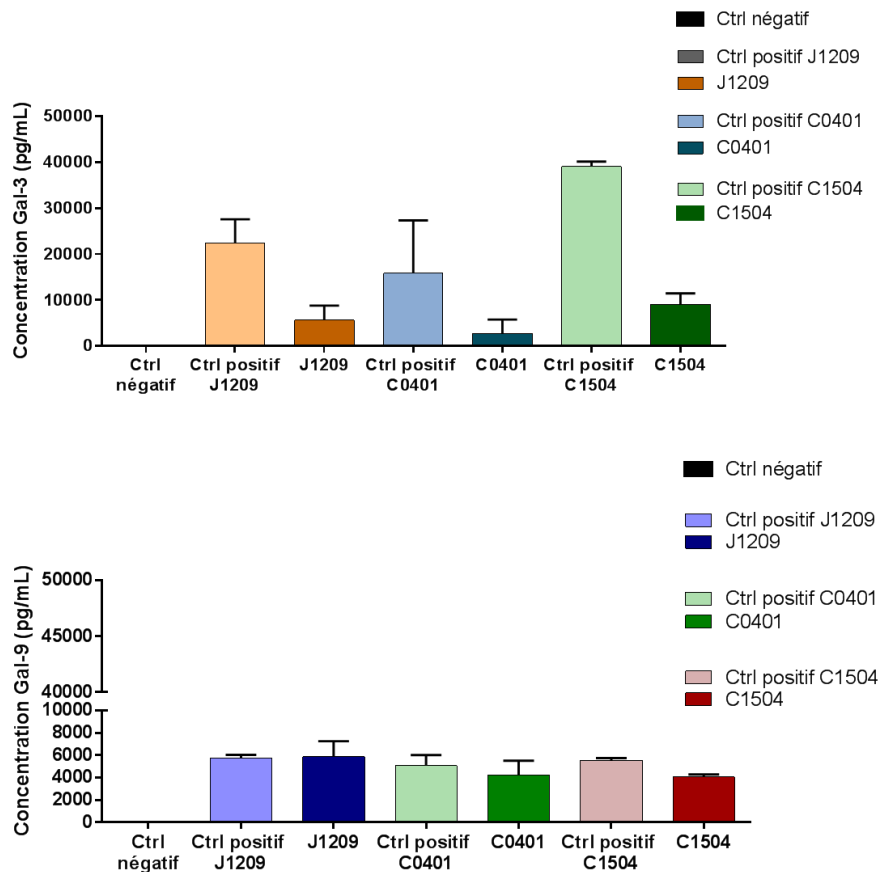 Ctrl négatif
Ctrl positif J1209
J1209
Ctrl positif C0401
C0401
Ctrl positif C1504
C1504
Concentration Gal-3 (pg/mL)
50000
40000
30000
20000
10000
0
Ctrl négatif
Ctrl positif J1209
J1209
Ctrl positif C0401
C0401
Ctrl positif C1504
C1504
Ctrl négatif
Ctrl positif J1209
J1209
Ctrl positif C0401
C0401
Ctrl positif C1504
C1504
Concentration Gal-9 (pg/mL)
50000
45000
40000
10000
8000
6000
4000
2000
0
Ctrl négatif
Ctrl positif J1209
J1209
Ctrl positif C0401
C0401
Ctrl positif C1504
C1504